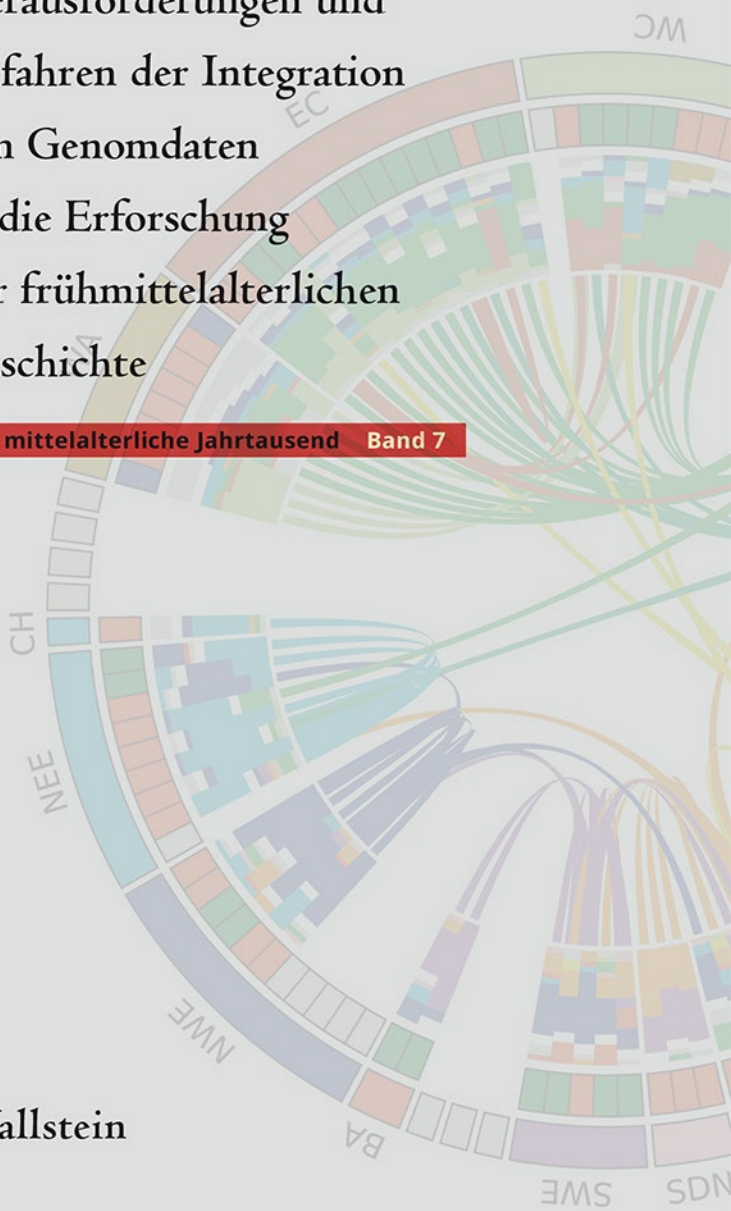 erausforderungen und
fahren der Integration
n Genomdaten
die Erforschung
r frühmittelalterlichen
schichte
mittelalterliche Jahrtausend Band 7
allstein
WC
EC
CH
NEE
NWE
BA
SWE
SDN